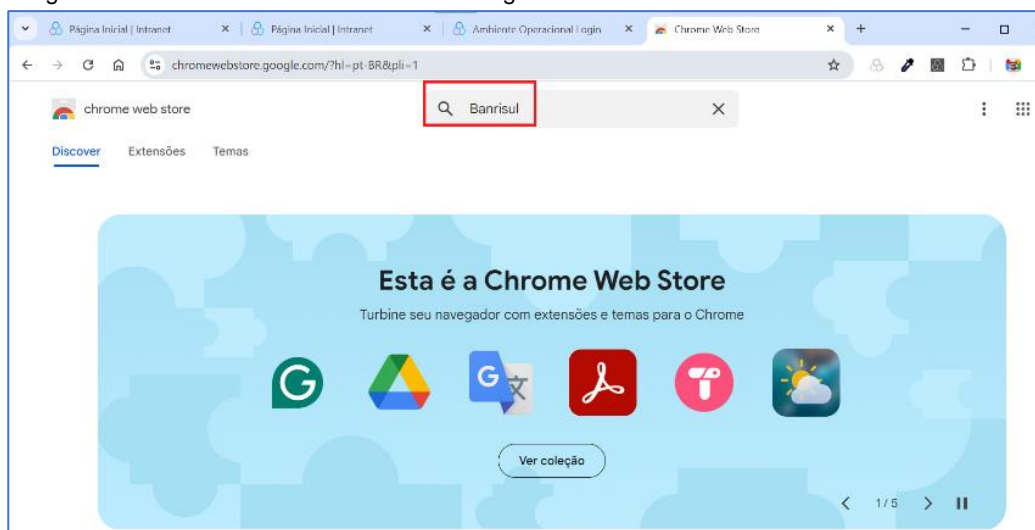 Página Inicial | Intranet
Página Inicial | Intranet
Ambiente Operacional Login
Chrome Web Store
chromewebstore.google.com/?hl=pt-BR&pli=1
chrome web store
Banrisul
Discover Extensões Temas
Esta é a Chrome Web Store
Turbine seu navegador com extensões e temas para o Chrome
G
Ver coleção
1/5